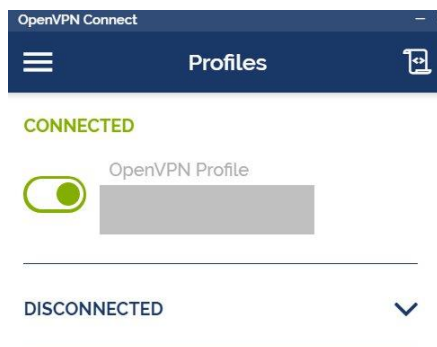 OpenVPN Connect
Profiles
CONNECTED
OpenVPN Profile
DISCONNECTED